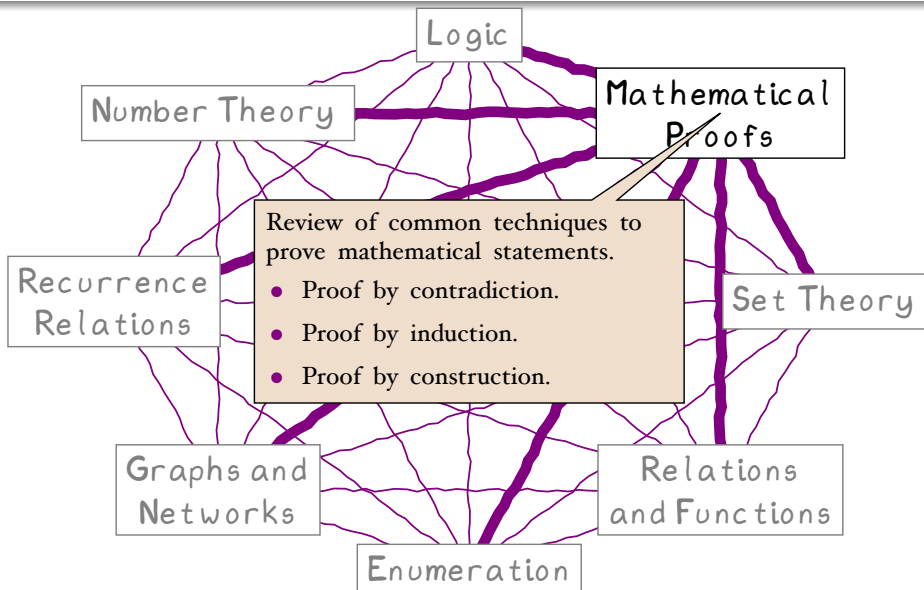 Logic
Mathematical
Proofs
Number Theory
Review of common techniques to
prove mathematical statements.
• Proof by contradiction.
• Proof by induction.
• Proof by construction.
Recurrence
Relations
Set Theory
Graphs and
Networks
Relations
and Functions
Enumeration